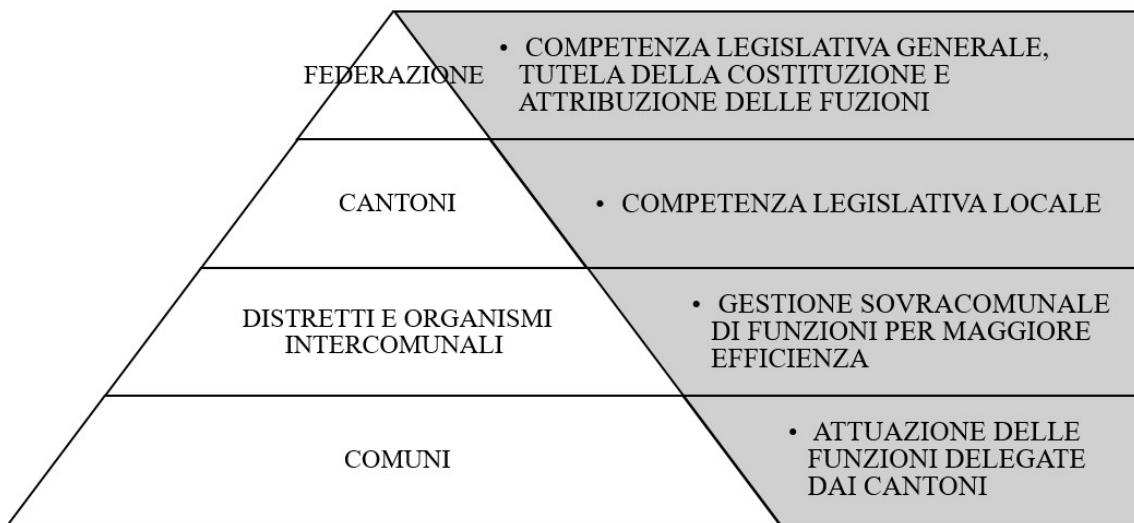 FEDERAZIONE
• COMPETENZA LEGISLATIVA GENERALE,
TUTELA DELLA COSTITUZIONE E
ATTRIBUZIONE DELLE FUZIONI
CANTONI
• COMPETENZA LEGISLATIVA LOCALE
DISTRETTI E ORGANISMI
INTERCOMUNALI
• GESTIONE SOVRACOMUNALE
DI FUNZIONI PER MAGGIORE
EFFICIENZA
COMUNI
• ATTUAZIONE DELLE
FUNZIONI DELEGATE
DAI CANTONI